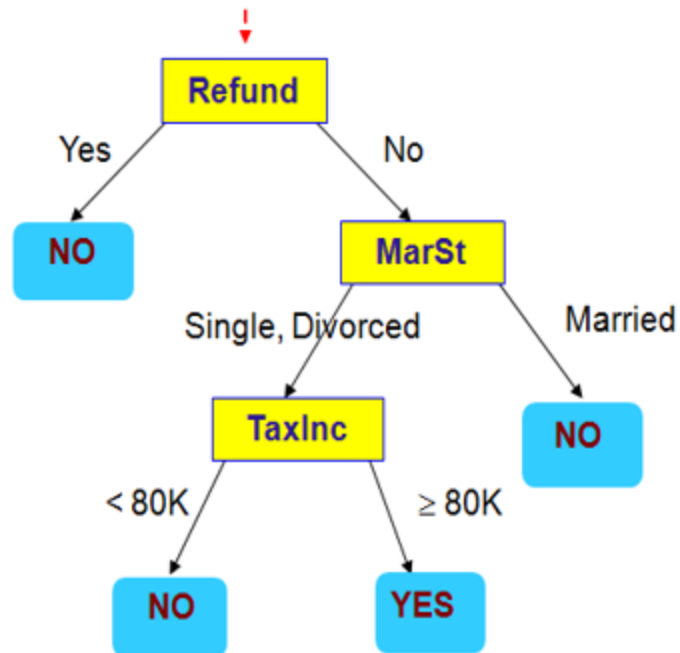 Refund
Yes
No
NO
MarSt
Single, Divorced
Married
TaxInc
NO
< 80K
≥ 80K
NO
YES